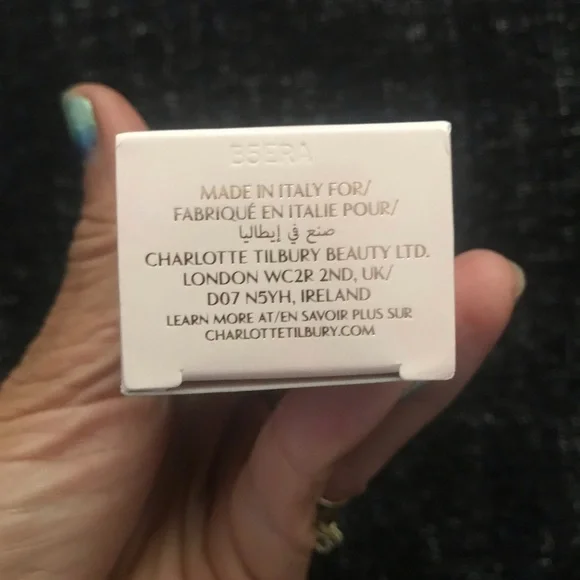 35ERA
MADE IN ITALY FOR/
FABRIQUÉ EN ITALIE POUR/
صنع في إيطاليا
CHARLOTTE TILBURY BEAUTY LTD.
LONDON WC2R 2ND, UK/
D07 N5YH, IRELAND
LEARN MORE AT/EN SAVOIR PLUS SUR
CHARLOTTETILBURY.COM